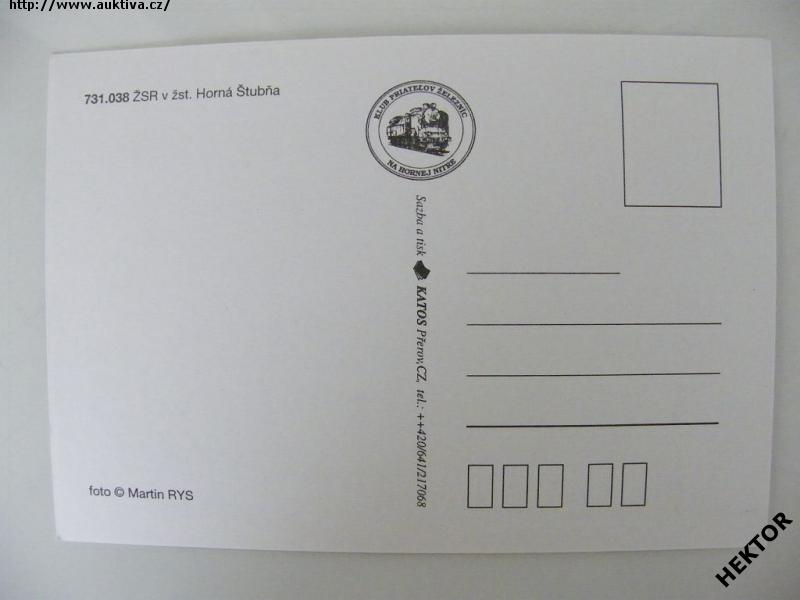 http://www.auktiva.cz/
731.038 ŽSR v žst. Horná Štubňa
KLUB PRIATEĽOV ŽELEZNÍC
NA HORNEJ NITRE
Sazba a tisk KATOS Přerov,CZ, tel.: ++420/641/217068
foto © Martin RYS
HEKTOR